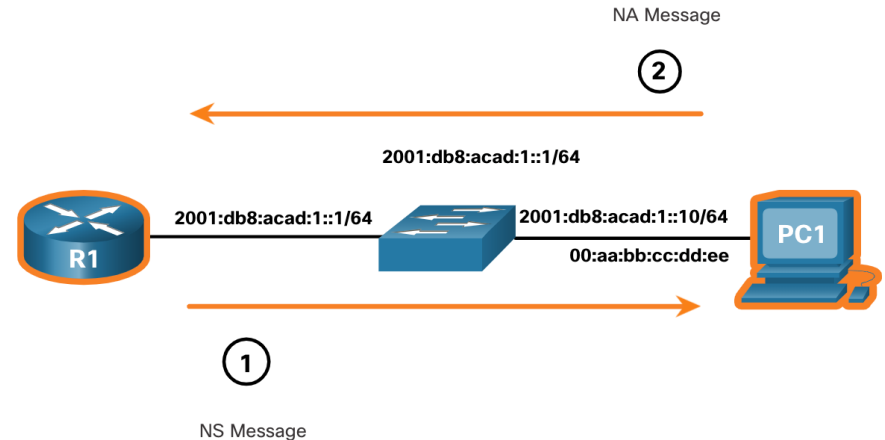 NA Message
2
2001:db8:acad:1::1/64
2001:db8:acad:1::1/64
2001:db8:acad:1::10/64
R1
PC1
00:aa:bb:cc:dd:ee
1
NS Message